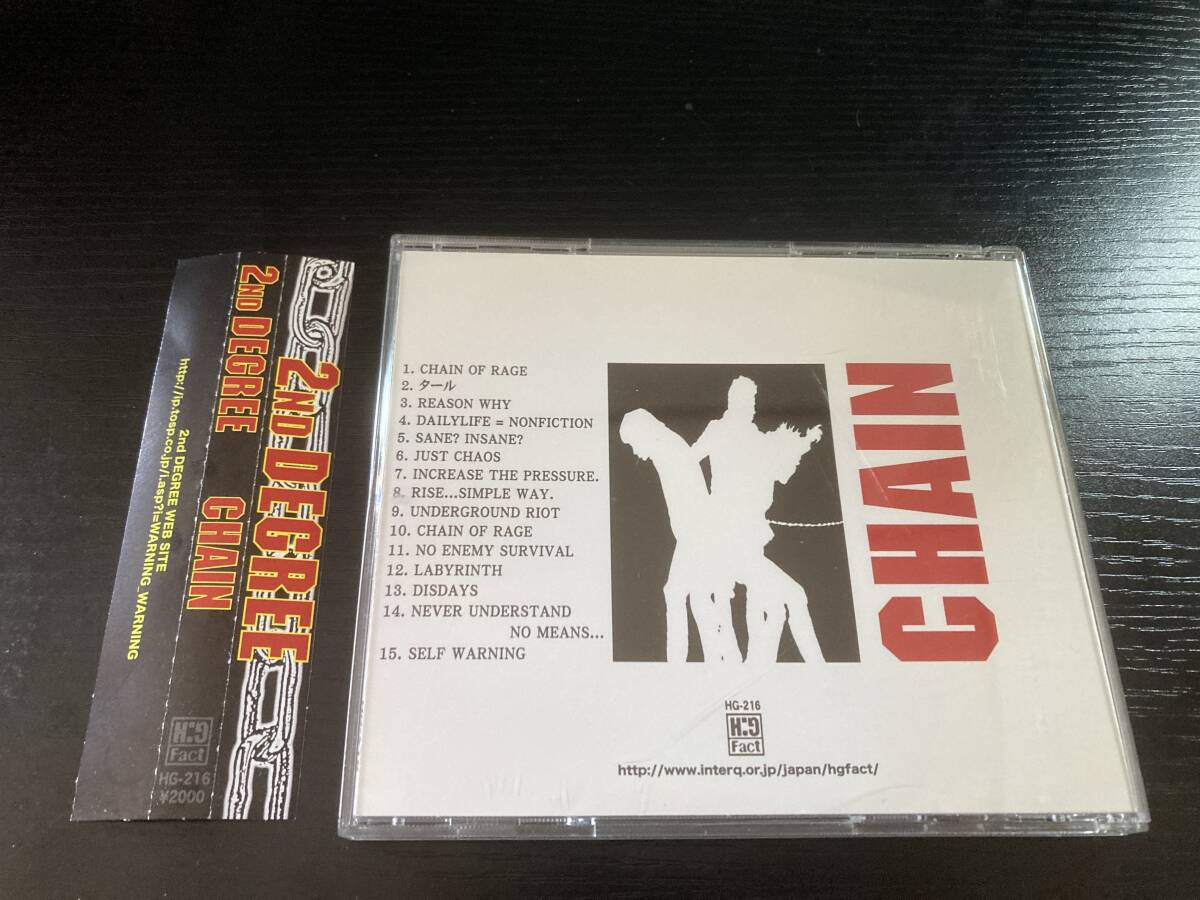 2ND DEGREE
2ND DEGREE CHAIN
2nd DEGREE WEB SITE
http://ip.tosp.co.jp/i.asp?i=WARNING_WARNING
H:G
Fact
HG-216
¥2000
1. CHAIN OF RAGE
2. タール
3. REASON WHY
4. DAILYLIFE = NONFICTION
5. SANE? INSANE?
6. JUST CHAOS
7. INCREASE THE PRESSURE.
8. RISE...SIMPLE WAY.
9. UNDERGROUND RIOT
10. CHAIN OF RAGE
11. NO ENEMY SURVIVAL
12. LABYRINTH
13. DISDAYS
14. NEVER UNDERSTAND
NO MEANS...
15. SELF WARNING
CHAIN
HG-216
H:G
Fact
http://www.interq.or.jp/japan/hgfact/